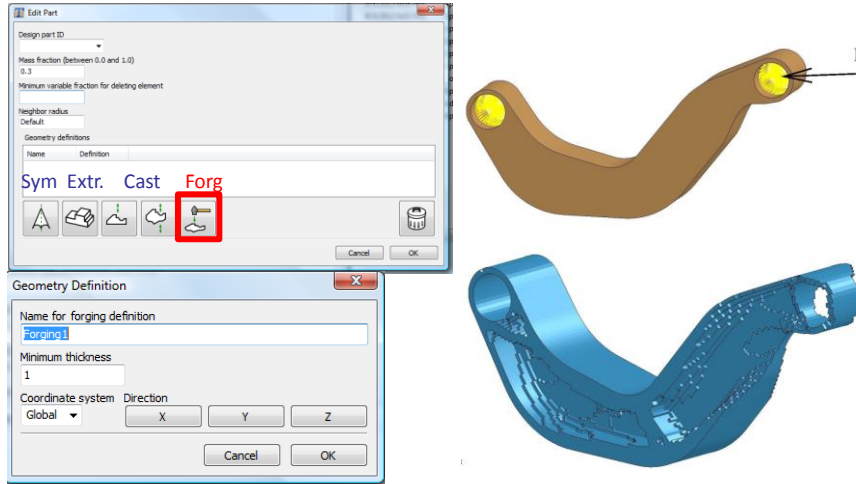 Edit Part
Design part ID
Mass fraction (between 0.0 and 1.0)
0.3
Minimum variable fraction for deleting element
Neighbor radius
Default
Geometry definitions
Name Definition
Sym Extr. Cast Forg
Cancel OK
Geometry Definition
Name for forging definition
Forging1
Minimum thickness
1
Coordinate system Direction
Global X Y Z
Cancel OK